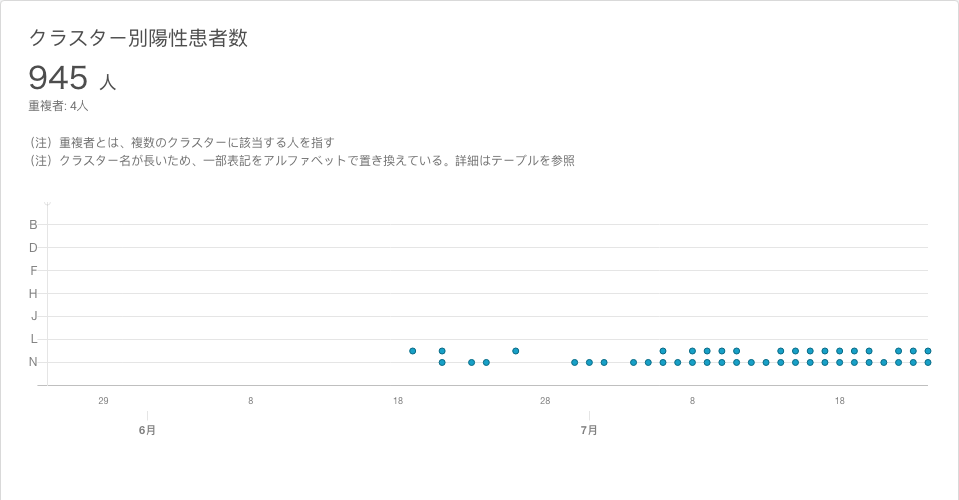 クラスター別陽性患者数
945 人
重複者: 4人
（注）重複者とは、複数のクラスターに該当する人を指す
（注）クラスター名が長いため、一部表記をアルファベットで置き換えている。詳細はテーブルを参照
B
D
F
H
J
L
N
29 8 18 28 8 18
6月 7月